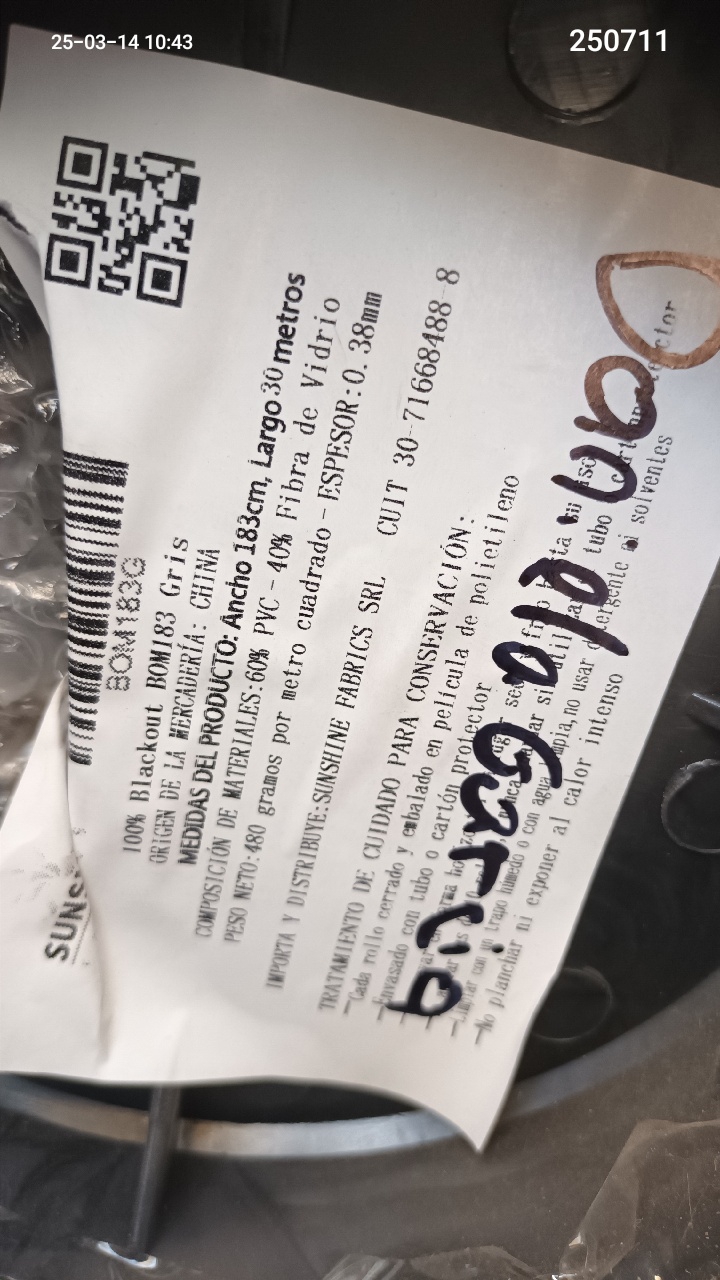 25-03-14 10:43
250711
SUNS
BOM183G
100% Blackout BOM183 Gris
ORIGEN DE LA MERCADERÍA: CHINA
MEDIDAS DEL PRODUCTO: Ancho 183cm, Largo 30 metros
COMPOSICIÓN DE MATERIALES:60% PVC - 40% Fibra de Vidrio
PESO NETO:480 gramos por metro cuadrado - ESPESOR:0.38mm
IMPORTA Y DISTRIBUYE:SUNSHINE FABRICS SRL CUIT 30-71668488-8
TRATAMIENTO DE CUIDADO PARA CONSERVACIÓN:
—Cada rollo cerrado y embalado en película de polietileno
—Envasado con tubo o cartón protector
tubo
—Limpiar con un trapo húmedo o con agua limpia,no usar detergente ni solventes
—No planchar ni exponer al calor intenso
Garcia